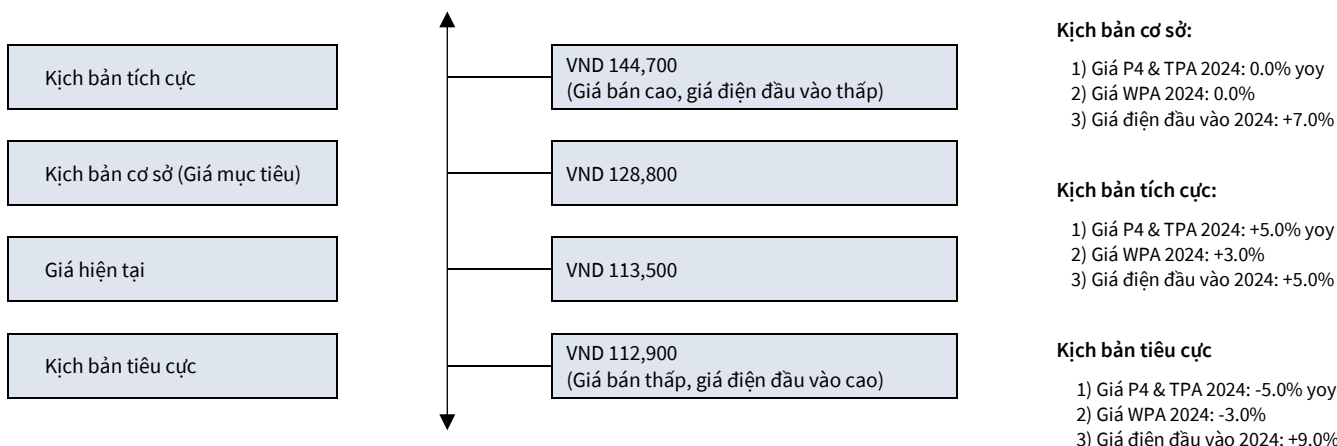 Kịch bản tích cực
VND 144,700
(Giá bán cao, giá điện đầu vào thấp)
Kịch bản cơ sở (Giá mục tiêu)
VND 128,800
Giá hiện tại
VND 113,500
Kịch bản tiêu cực
VND 112,900
(Giá bán thấp, giá điện đầu vào cao)
Kịch bản cơ sở:
1) Giá P4 & TPA 2024: 0.0% yoy
2) Giá WPA 2024: 0.0%
3) Giá điện đầu vào 2024: +7.0%
Kịch bản tích cực:
1) Giá P4 & TPA 2024: +5.0% yoy
2) Giá WPA 2024: +3.0%
3) Giá điện đầu vào 2024: +5.0%
Kịch bản tiêu cực
1) Giá P4 & TPA 2024: -5.0% yoy
2) Giá WPA 2024: -3.0%
3) Giá điện đầu vào 2024: +9.0%